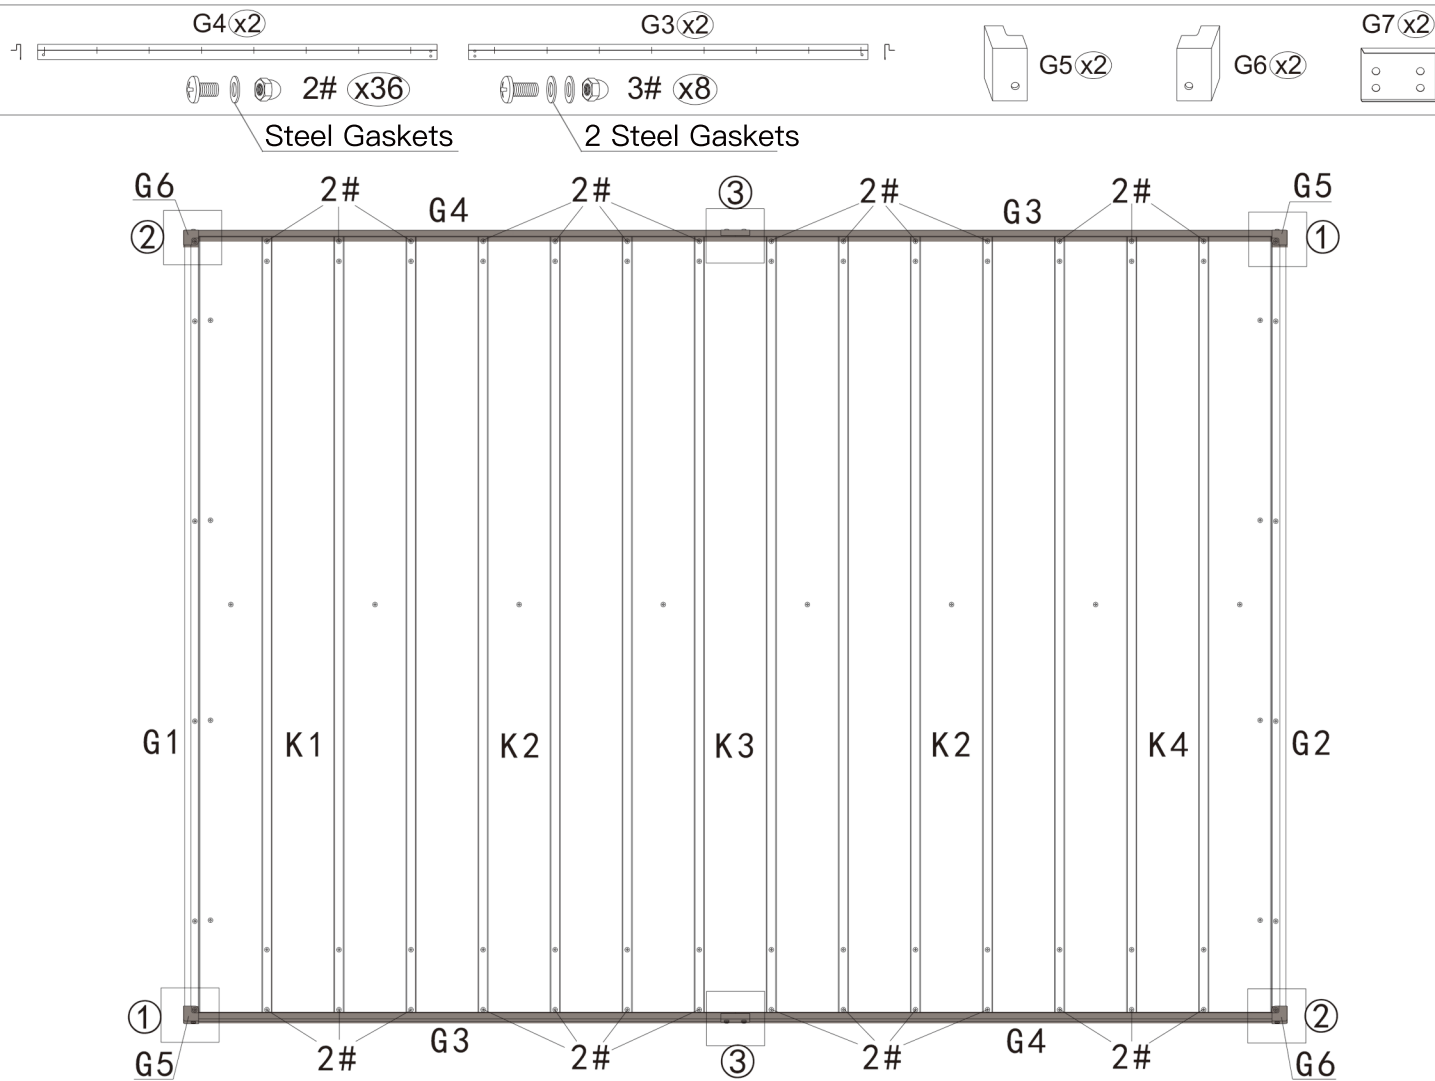 G4 x2
G3 x2
G7 x2
G5 x2
G6 x2
2# x36
3# x8
Steel Gaskets
2 Steel Gaskets
G6
2#
2#
③
2#
2#
G5
G4
G3
②
①
G1
K1
K2
K3
K2
K4
G2
①
②
G3
G4
2#
2#
③
2#
2#
G5
G6